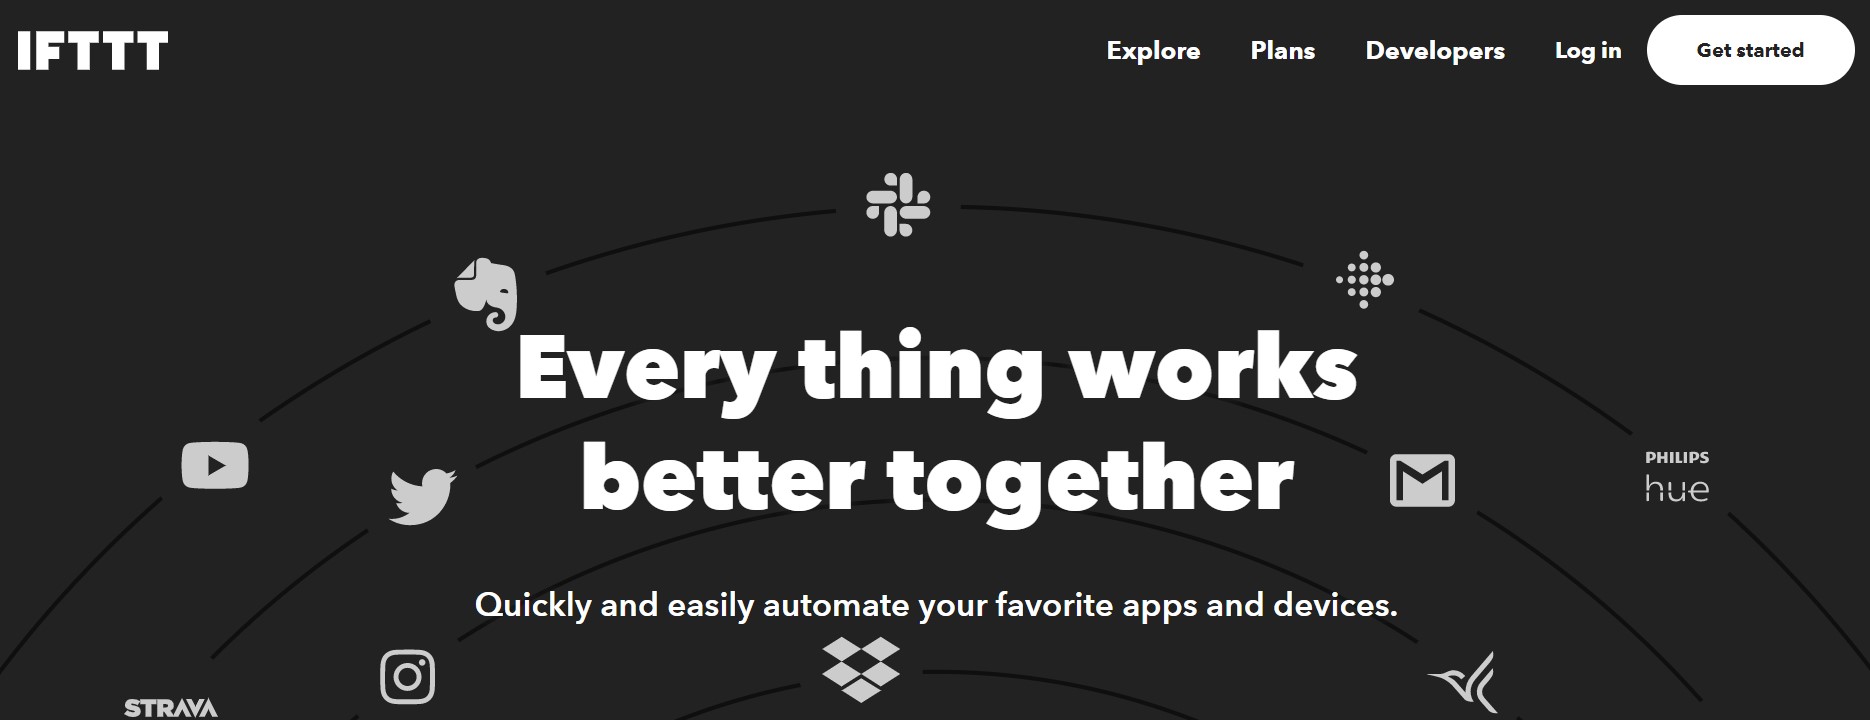 IFTTT
Explore
Plans
Developers
Log in
Get started
Every thing works
better together
PHILIPS
hue
Quickly and easily automate your favorite apps and devices.
STRAVA